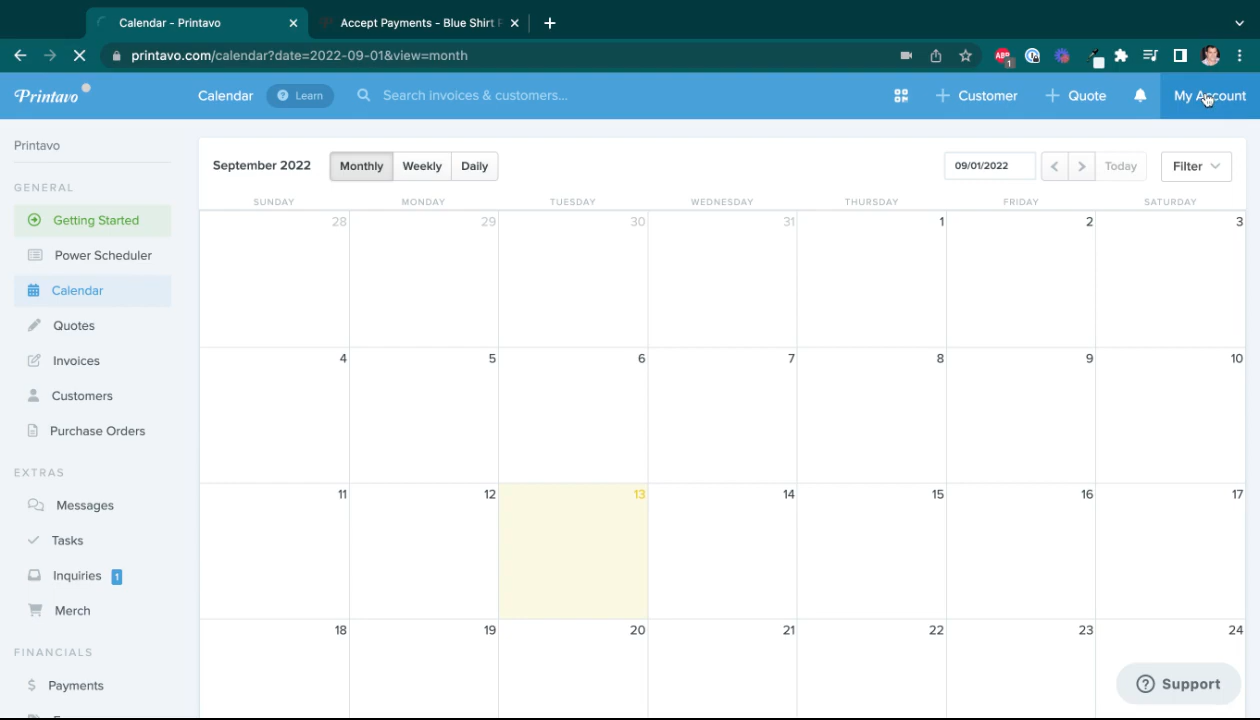 Calendar - Printavo
Accept Payments - Blue Shirt
printavo.com/calendar?date=2022-09-01&view=month
ABP
1
Printavo
Calendar
Learn
Search invoices & customers...
Customer
Quote
My Account
Printavo
GENERAL
Getting Started
Power Scheduler
Calendar
Quotes
Invoices
Customers
Purchase Orders
EXTRAS
Messages
Tasks
Inquiries 1
Merch
FINANCIALS
$ Payments
September 2022
Monthly
Weekly
Daily
09/01/2022
Today
Filter
SUNDAY MONDAY TUESDAY WEDNESDAY THURSDAY FRIDAY SATURDAY
28 29 30 31 1 2 3
4 5 6 7 8 9 10
11 12 13 14 15 16 17
18 19 20 21 22 23 24
Support